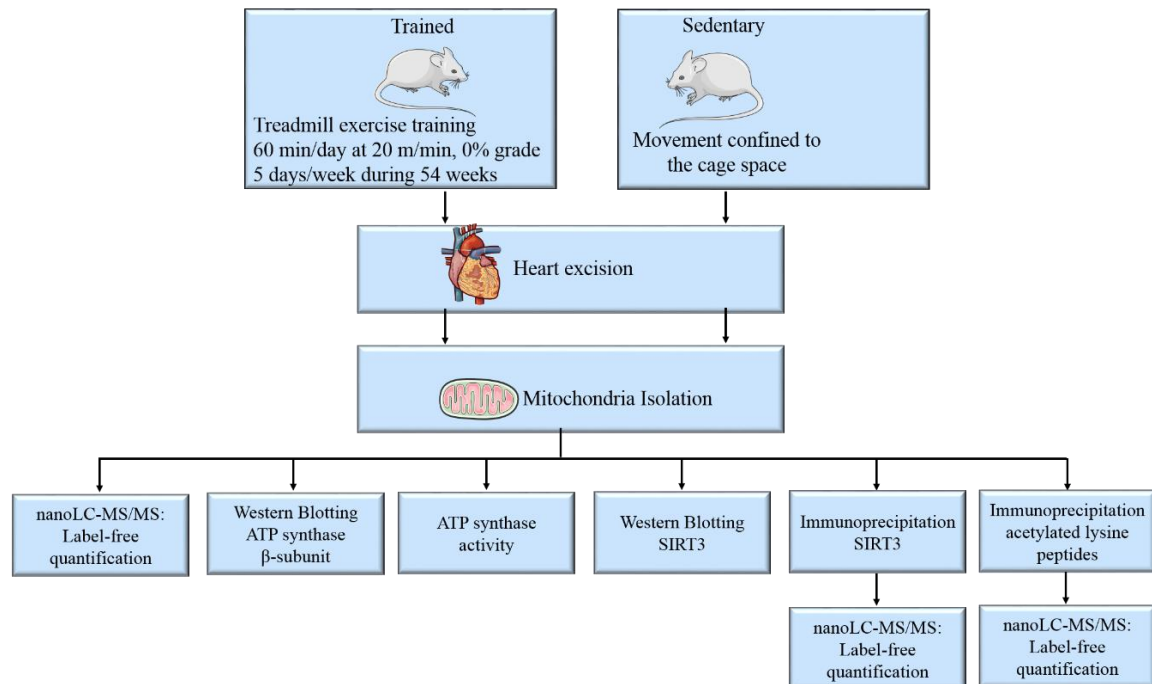 Trained
Treadmill exercise training
60 min/day at 20 m/min, 0% grade
5 days/week during 54 weeks
Sedentary
Movement confined to
the cage space
Heart excision
Mitochondria Isolation
nanoLC-MS/MS:
Label-free
quantification
Western Blotting
ATP synthase
β-subunit
ATP synthase
activity
Western Blotting
SIRT3
Immunoprecipitation
SIRT3
Immunoprecipitation
acetylated lysine
peptides
nanoLC-MS/MS:
Label-free
quantification
nanoLC-MS/MS:
Label-free
quantification